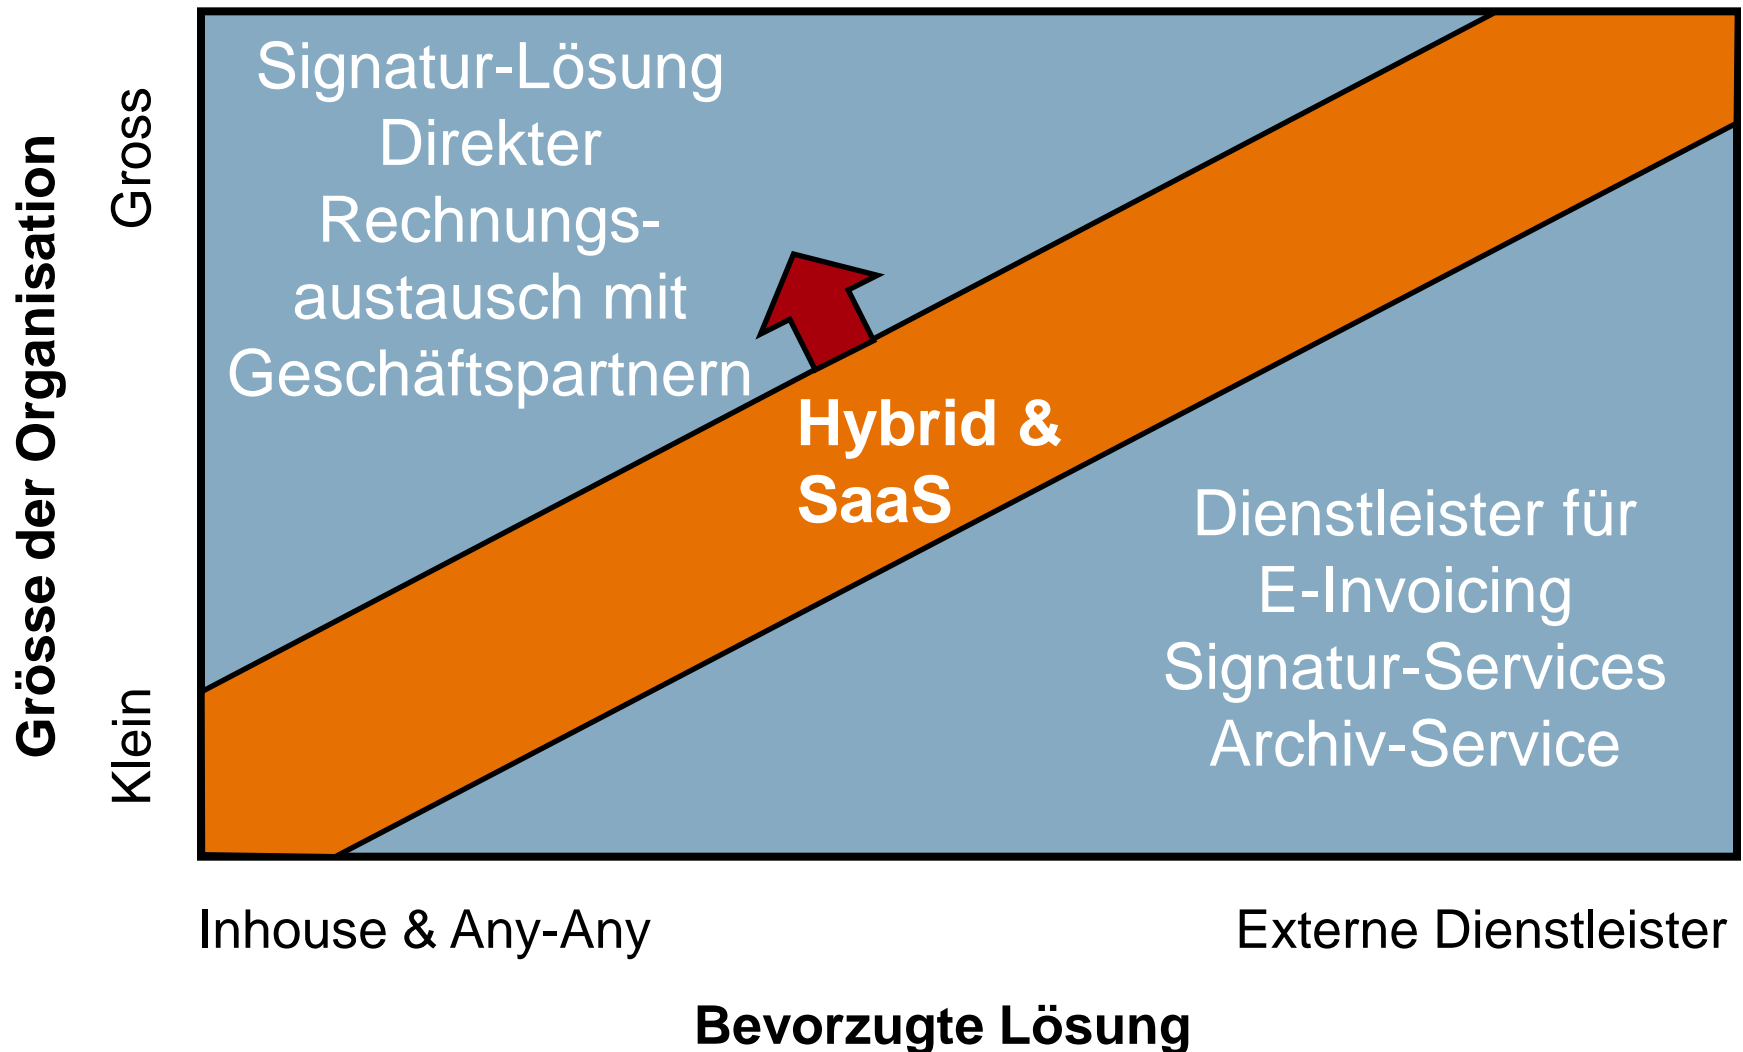 Grösse der Organisation
Gross
Klein
Signatur-Lösung
Direkter
Rechnungs-
austausch mit
Geschäftspartnern
Hybrid &
SaaS
Dienstleister für
E-Invoicing
Signatur-Services
Archiv-Service
Inhouse & Any-Any
Externe Dienstleister
Bevorzugte Lösung